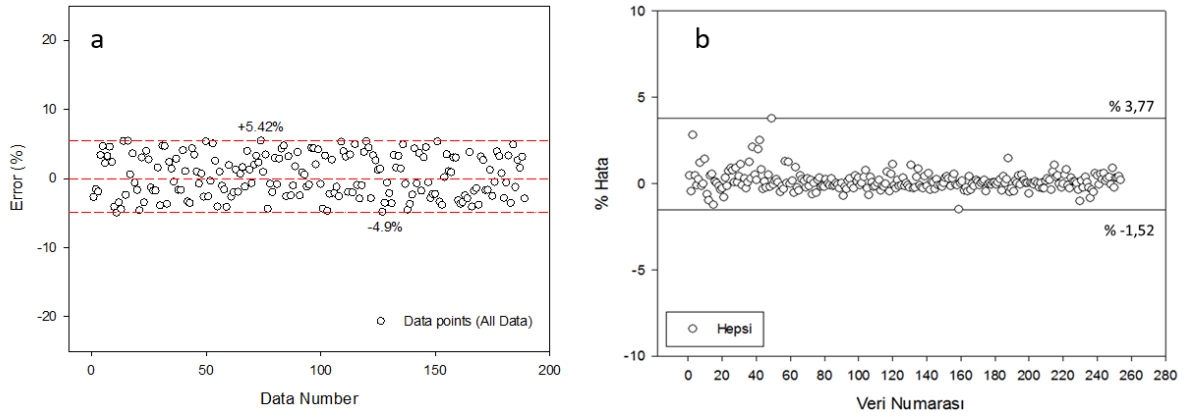 a
20
10
0
-10
-20
Error (%)
+5.42%
-4.9%
Data points (All Data)
0 50 100 150 200
Data Number
b
10
5
0
-5
-10
% Hata
% 3,77
% -1,52
Hepsi
0 20 40 60 80 100 120 140 160 180 200 220 240 260 280
Veri Numarası